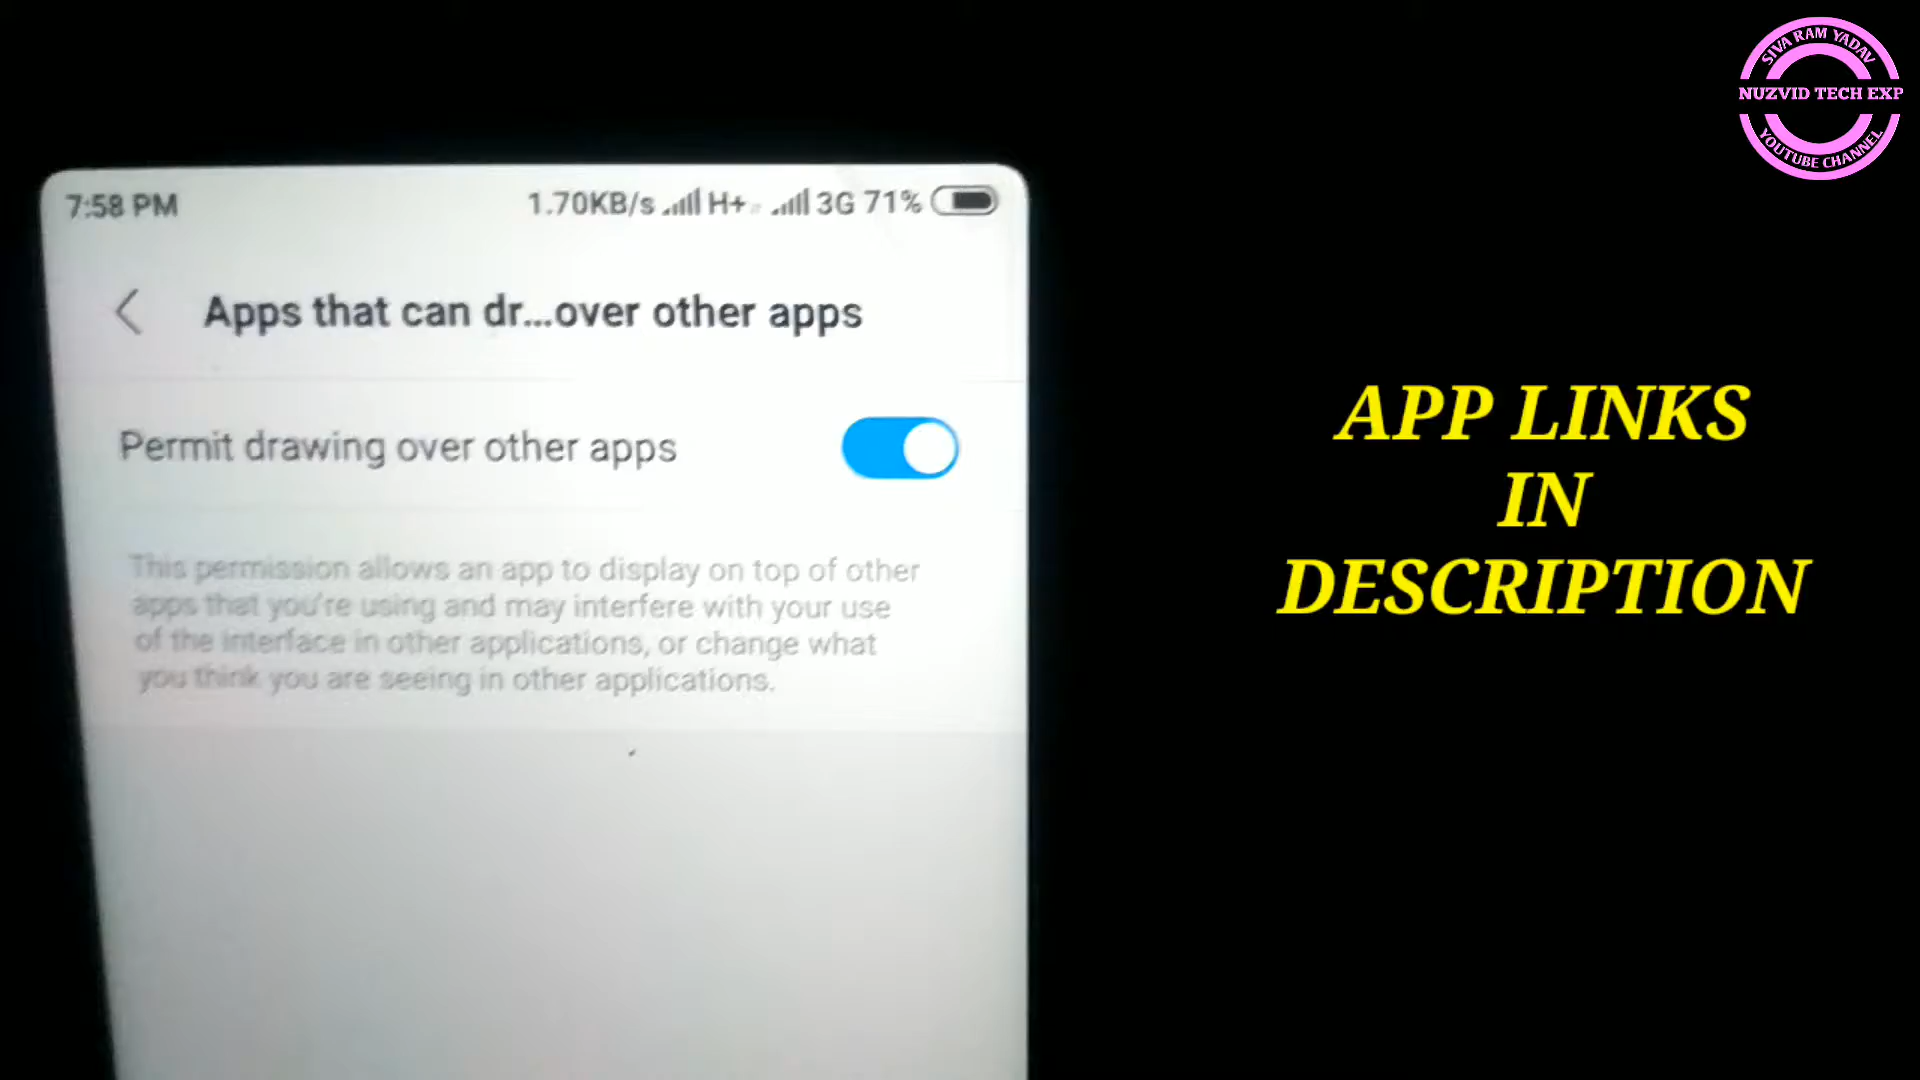 SIVA RAM YADAV
NUZVID TECH EXP
YOUTUBE CHANNEL
7:58 PM 1.70KB/s H+ 3G 71%
Apps that can dr...over other apps
Permit drawing over other apps
This permission allows an app to display on top of other
apps that you're using and may interfere with your use
of the interface in other applications, or change what
you think you are seeing in other applications.
APP LINKS
IN
DESCRIPTION